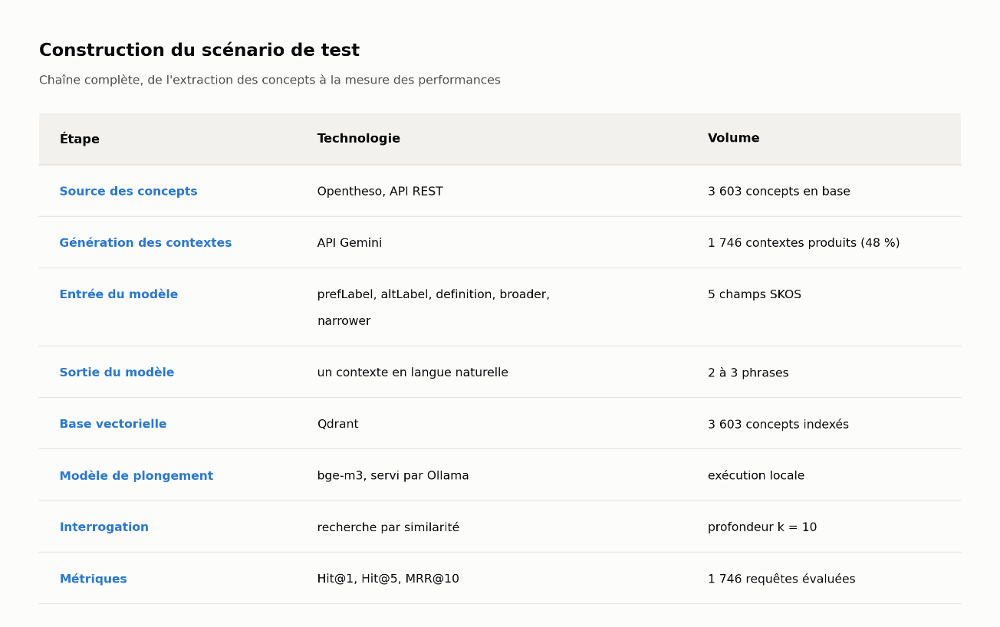 Construction du scénario de test
Chaîne complète, de l'extraction des concepts à la mesure des performances
Étape Technologie Volume
Source des concepts Opentheso, API REST 3 603 concepts en base
Génération des contextes API Gemini 1 746 contextes produits (48 %)
Entrée du modèle prefLabel, altLabel, definition, broader, 5 champs SKOS
narrower
Sortie du modèle un contexte en langue naturelle 2 à 3 phrases
Base vectorielle Qdrant 3 603 concepts indexés
Modèle de plongement bge-m3, servi par Ollama exécution locale
Interrogation recherche par similarité profondeur k = 10
Métriques Hit@1, Hit@5, MRR@10 1 746 requêtes évaluées